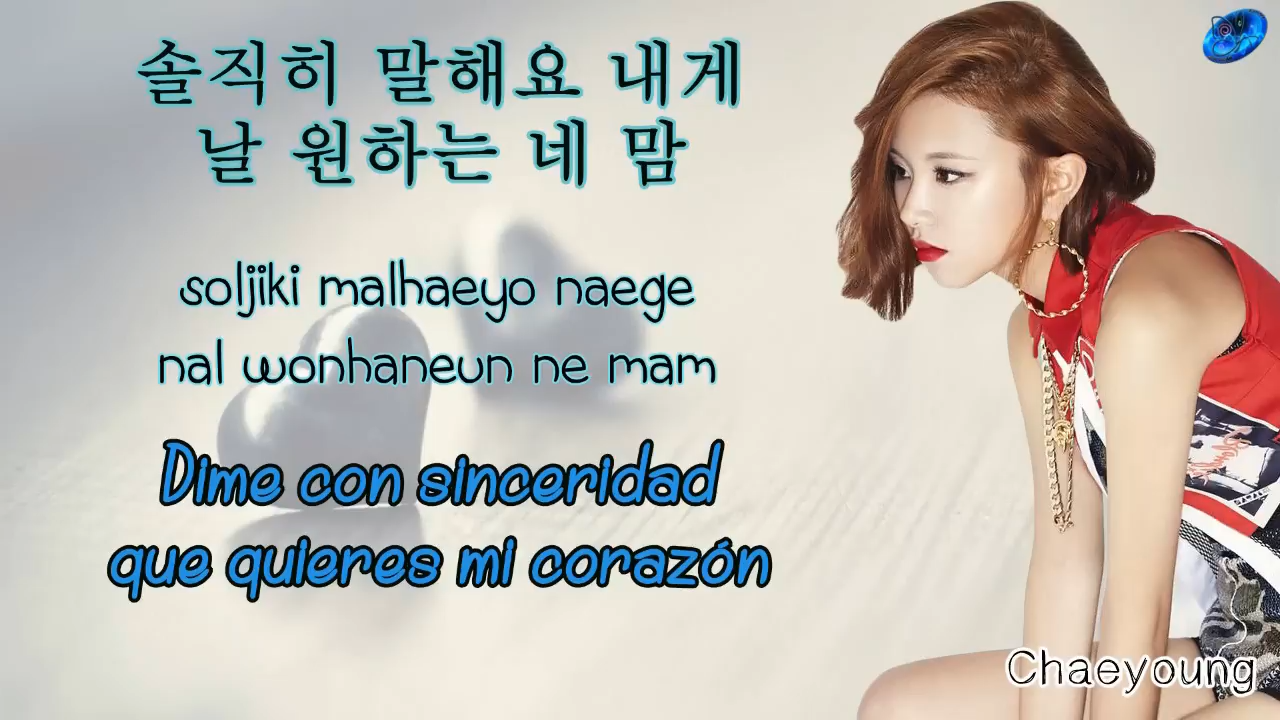 솔직히 말해요 내게
날 원하는 네 맘
soljiki malhaeyo naege
nal wonhaneun ne mam
Dime con sinceridad
que quieres mi corazón
Chaeyoung